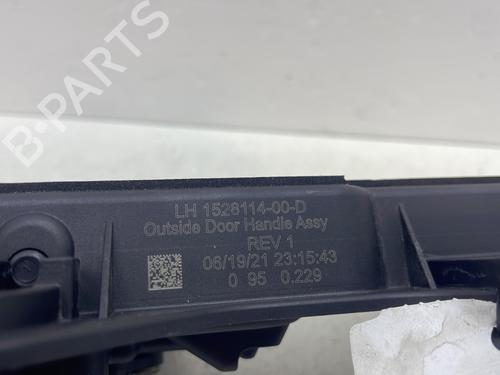 LH 1528114-00-D
Outside Door Handle Assy
REV 1
06/19/21 23:15:43
0 95 0.229
B-PARTS